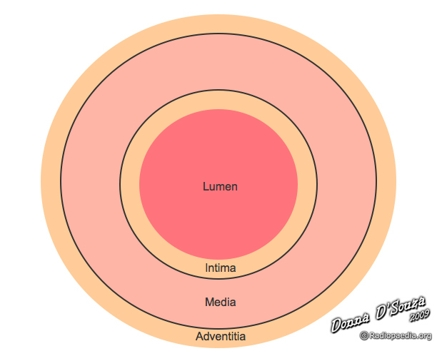 Lumen
Intima
Media
Adventitia
Donna D'Souza
2009
©Radiopaedia.org